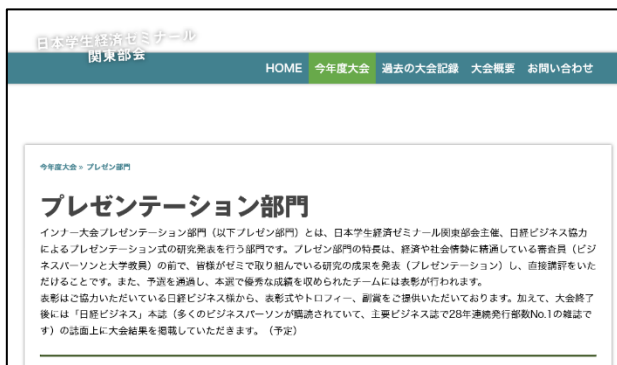 日本学生経済ゼミナール
関東部会
HOME 今年度大会 過去の大会記録 大会概要 お問い合わせ
今年度大会 » プレゼン部門
プレゼンテーション部門
インナー大会プレゼンテーション部門（以下プレゼン部門）とは、日本学生経済ゼミナール関東部会主催、日経ビジネス協力
によるプレゼンテーション式の研究発表を行う部門です。プレゼン部門の特長は、経済や社会情勢に精通している審査員（ビジ
ネスパーソンと大学教員）の前で、皆様がゼミで取り組んでいる研究の成果を発表（プレゼンテーション）し、直接講評をいた
だけることです。また、予選を通過し、本選で優秀な成績を収められたチームには表彰が行われます。
表彰はご協力いただいている日経ビジネス様から、表彰式やトロフィー、副賞をご提供いただいております。加えて、大会終了
後には「日経ビジネス」本誌（多くのビジネスパーソンが購読されていて、主要ビジネス誌で28年連続発行部数No.1の雑誌で
す）の誌面上に大会結果を掲載していただきます。（予定）